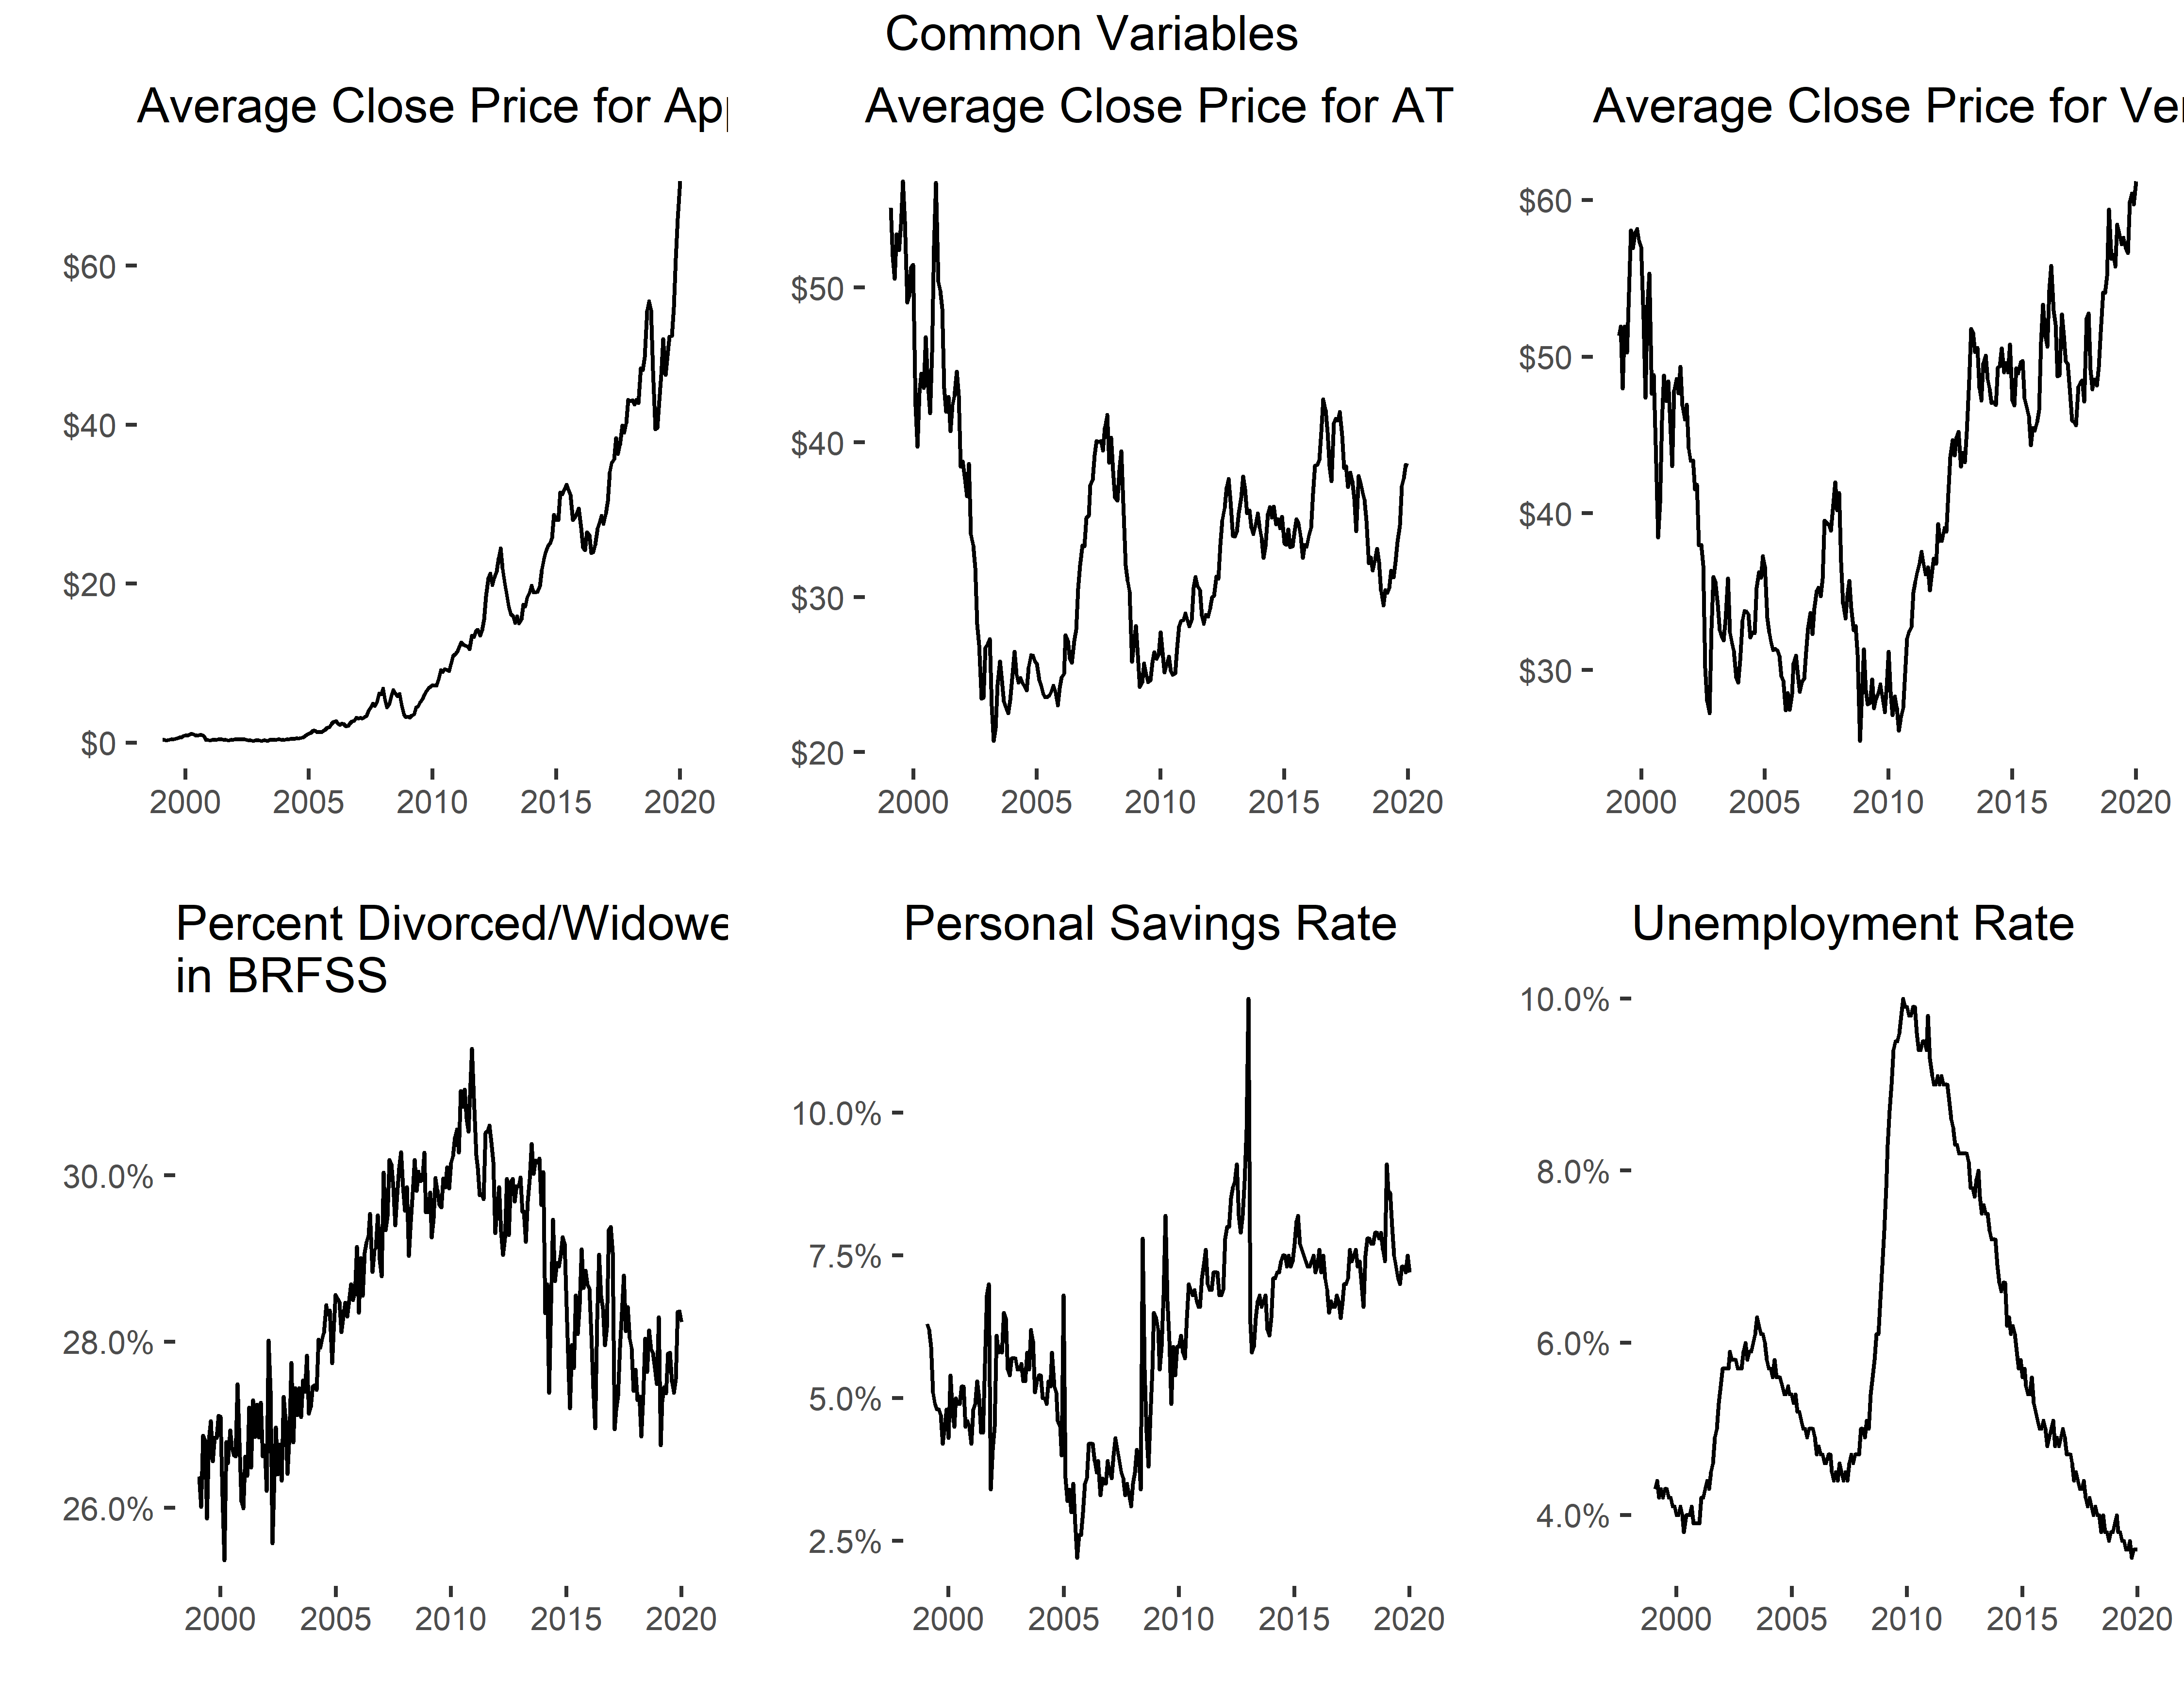 Common Variables
Average Close Price for App
Average Close Price for AT
Average Close Price for Ver
$60
$40
$20
$0
2000 2005 2010 2015 2020
$50
$40
$30
$20
2000 2005 2010 2015 2020
$60
$50
$40
$30
2000 2005 2010 2015 2020
Percent Divorced/Widowe
in BRFSS
Personal Savings Rate
Unemployment Rate
30.0%
28.0%
26.0%
2000 2005 2010 2015 2020
10.0%
7.5%
5.0%
2.5%
2000 2005 2010 2015 2020
10.0%
8.0%
6.0%
4.0%
2000 2005 2010 2015 2020